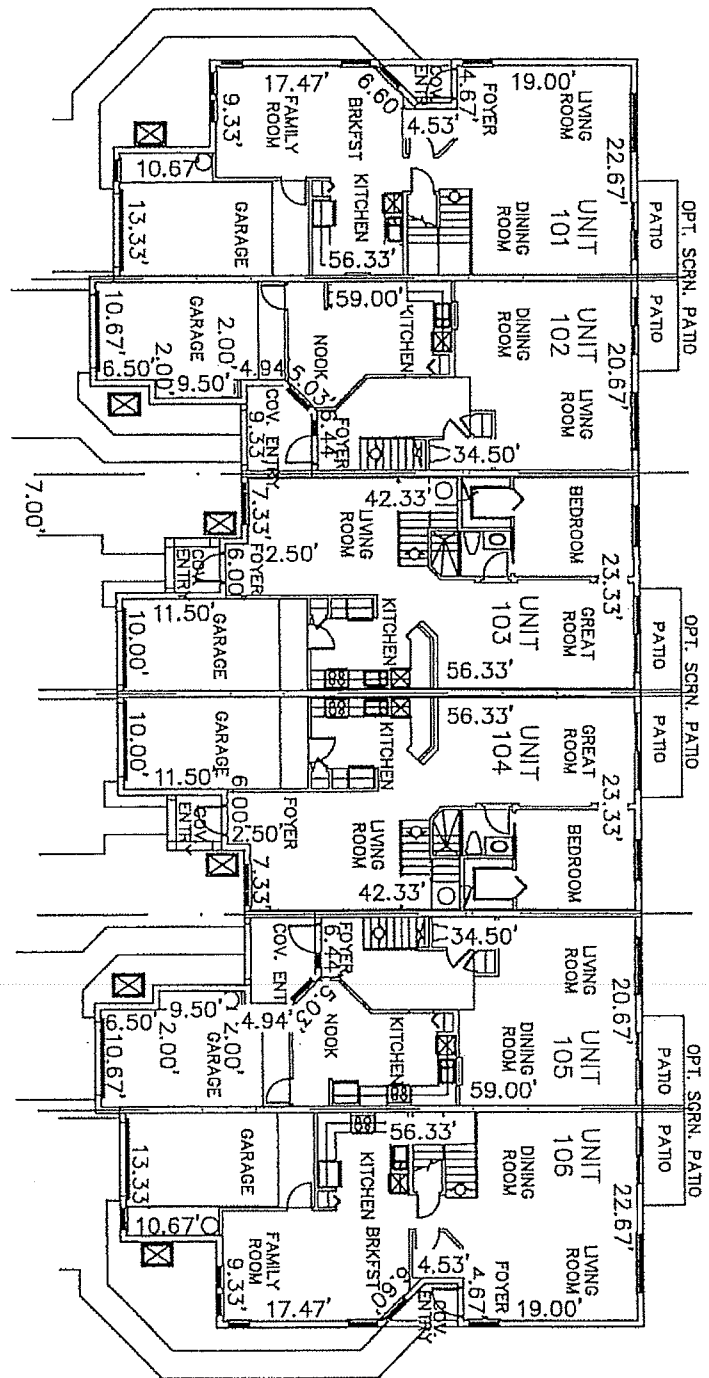 OPT. SCRN. PATIO
PATIO
PATIO
22.67'
LIVING
ROOM
19.00'
UNIT
101
DINING
ROOM
FOYER
4.67'
COV.
ENTRY
4.53'
6.60'
BRKFST
KITCHEN
56.33'
17.47'
FAMILY
ROOM
9.33'
10.67'
GARAGE
13.33'
UNIT
102
20.67'
DINING
ROOM
LIVING
ROOM
59.00'
KITCHEN
NOOK
34.50'
FOYER
6.44'
5.03'
COV. ENTRY
9.33'
4.94'
2.00'
GARAGE
9.50'
2.00'
6.50'
10.67'
OPT. SCRN. PATIO
PATIO
PATIO
BEDROOM
23.33'
GREAT
ROOM
UNIT
103
56.33'
42.33'
LIVING
ROOM
KITCHEN
7.33'
2.50'
FOYER
6.00'
COV.
ENTRY
11.50'
GARAGE
10.00'
7.00'
GREAT
ROOM
23.33'
BEDROOM
UNIT
104
56.33'
KITCHEN
LIVING
ROOM
42.33'
GARAGE
10.00'
11.50'
6.00'
FOYER
2.50'
COV.
ENTRY
7.33'
OPT. SCRN. PATIO
PATIO
PATIO
LIVING
ROOM
20.67'
UNIT
105
DINING
ROOM
59.00'
34.50'
KITCHEN
NOOK
FOYER
6.44'
5.03'
COV. ENT
4.94'
2.00'
GARAGE
9.50'
2.00'
6.50'
10.67'
UNIT
106
22.67'
DINING
ROOM
LIVING
ROOM
19.00'
56.33'
KITCHEN
BRKFST
FOYER
4.67'
4.53'
COV.
ENTRY
6.60'
17.47'
FAMILY
ROOM
9.33'
10.67'
GARAGE
13.33'